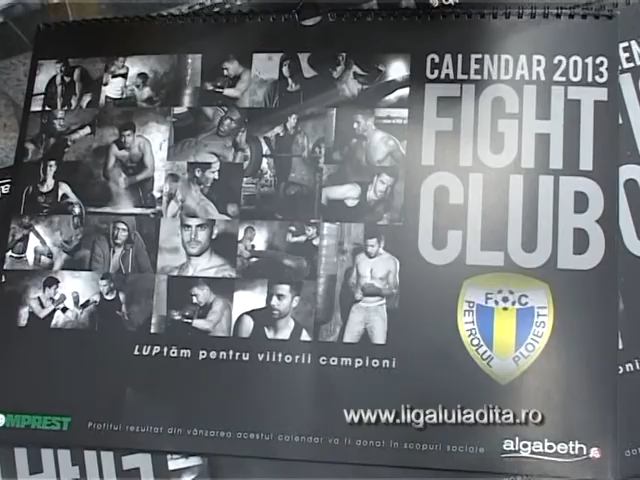 CALENDAR 2013
FIGHT
CLUB
FC
PETROLUL PLOIEȘTI
LUPtăm pentru viitorii campioni
www.ligaluiadita.ro
OMPREST
Profitul rezultat din vânzarea acestui calendar va fi donat în scopuri sociale
algabeth